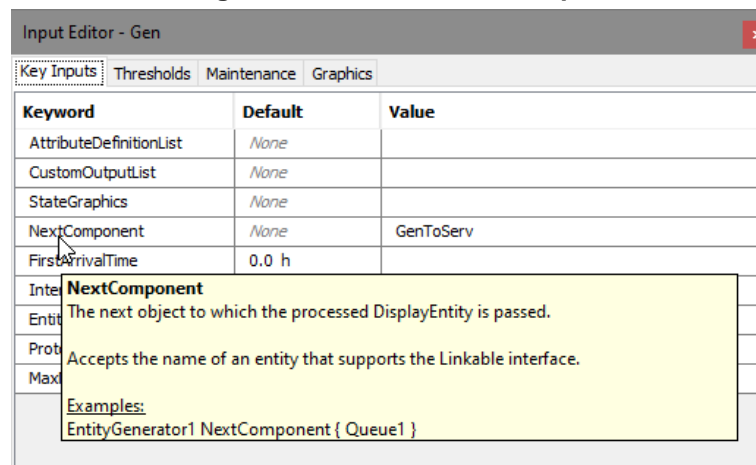 Input Editor - Gen
Key Inputs Thresholds Maintenance Graphics
Keyword Default Value
AttributeDefinitionList None
CustomOutputList None
StateGraphics None
NextComponent None GenToServ
FirstArrivalTime 0.0 h
NextComponent
The next object to which the processed DisplayEntity is passed.
Accepts the name of an entity that supports the Linkable interface.
Examples:
EntityGenerator1 NextComponent { Queue1 }